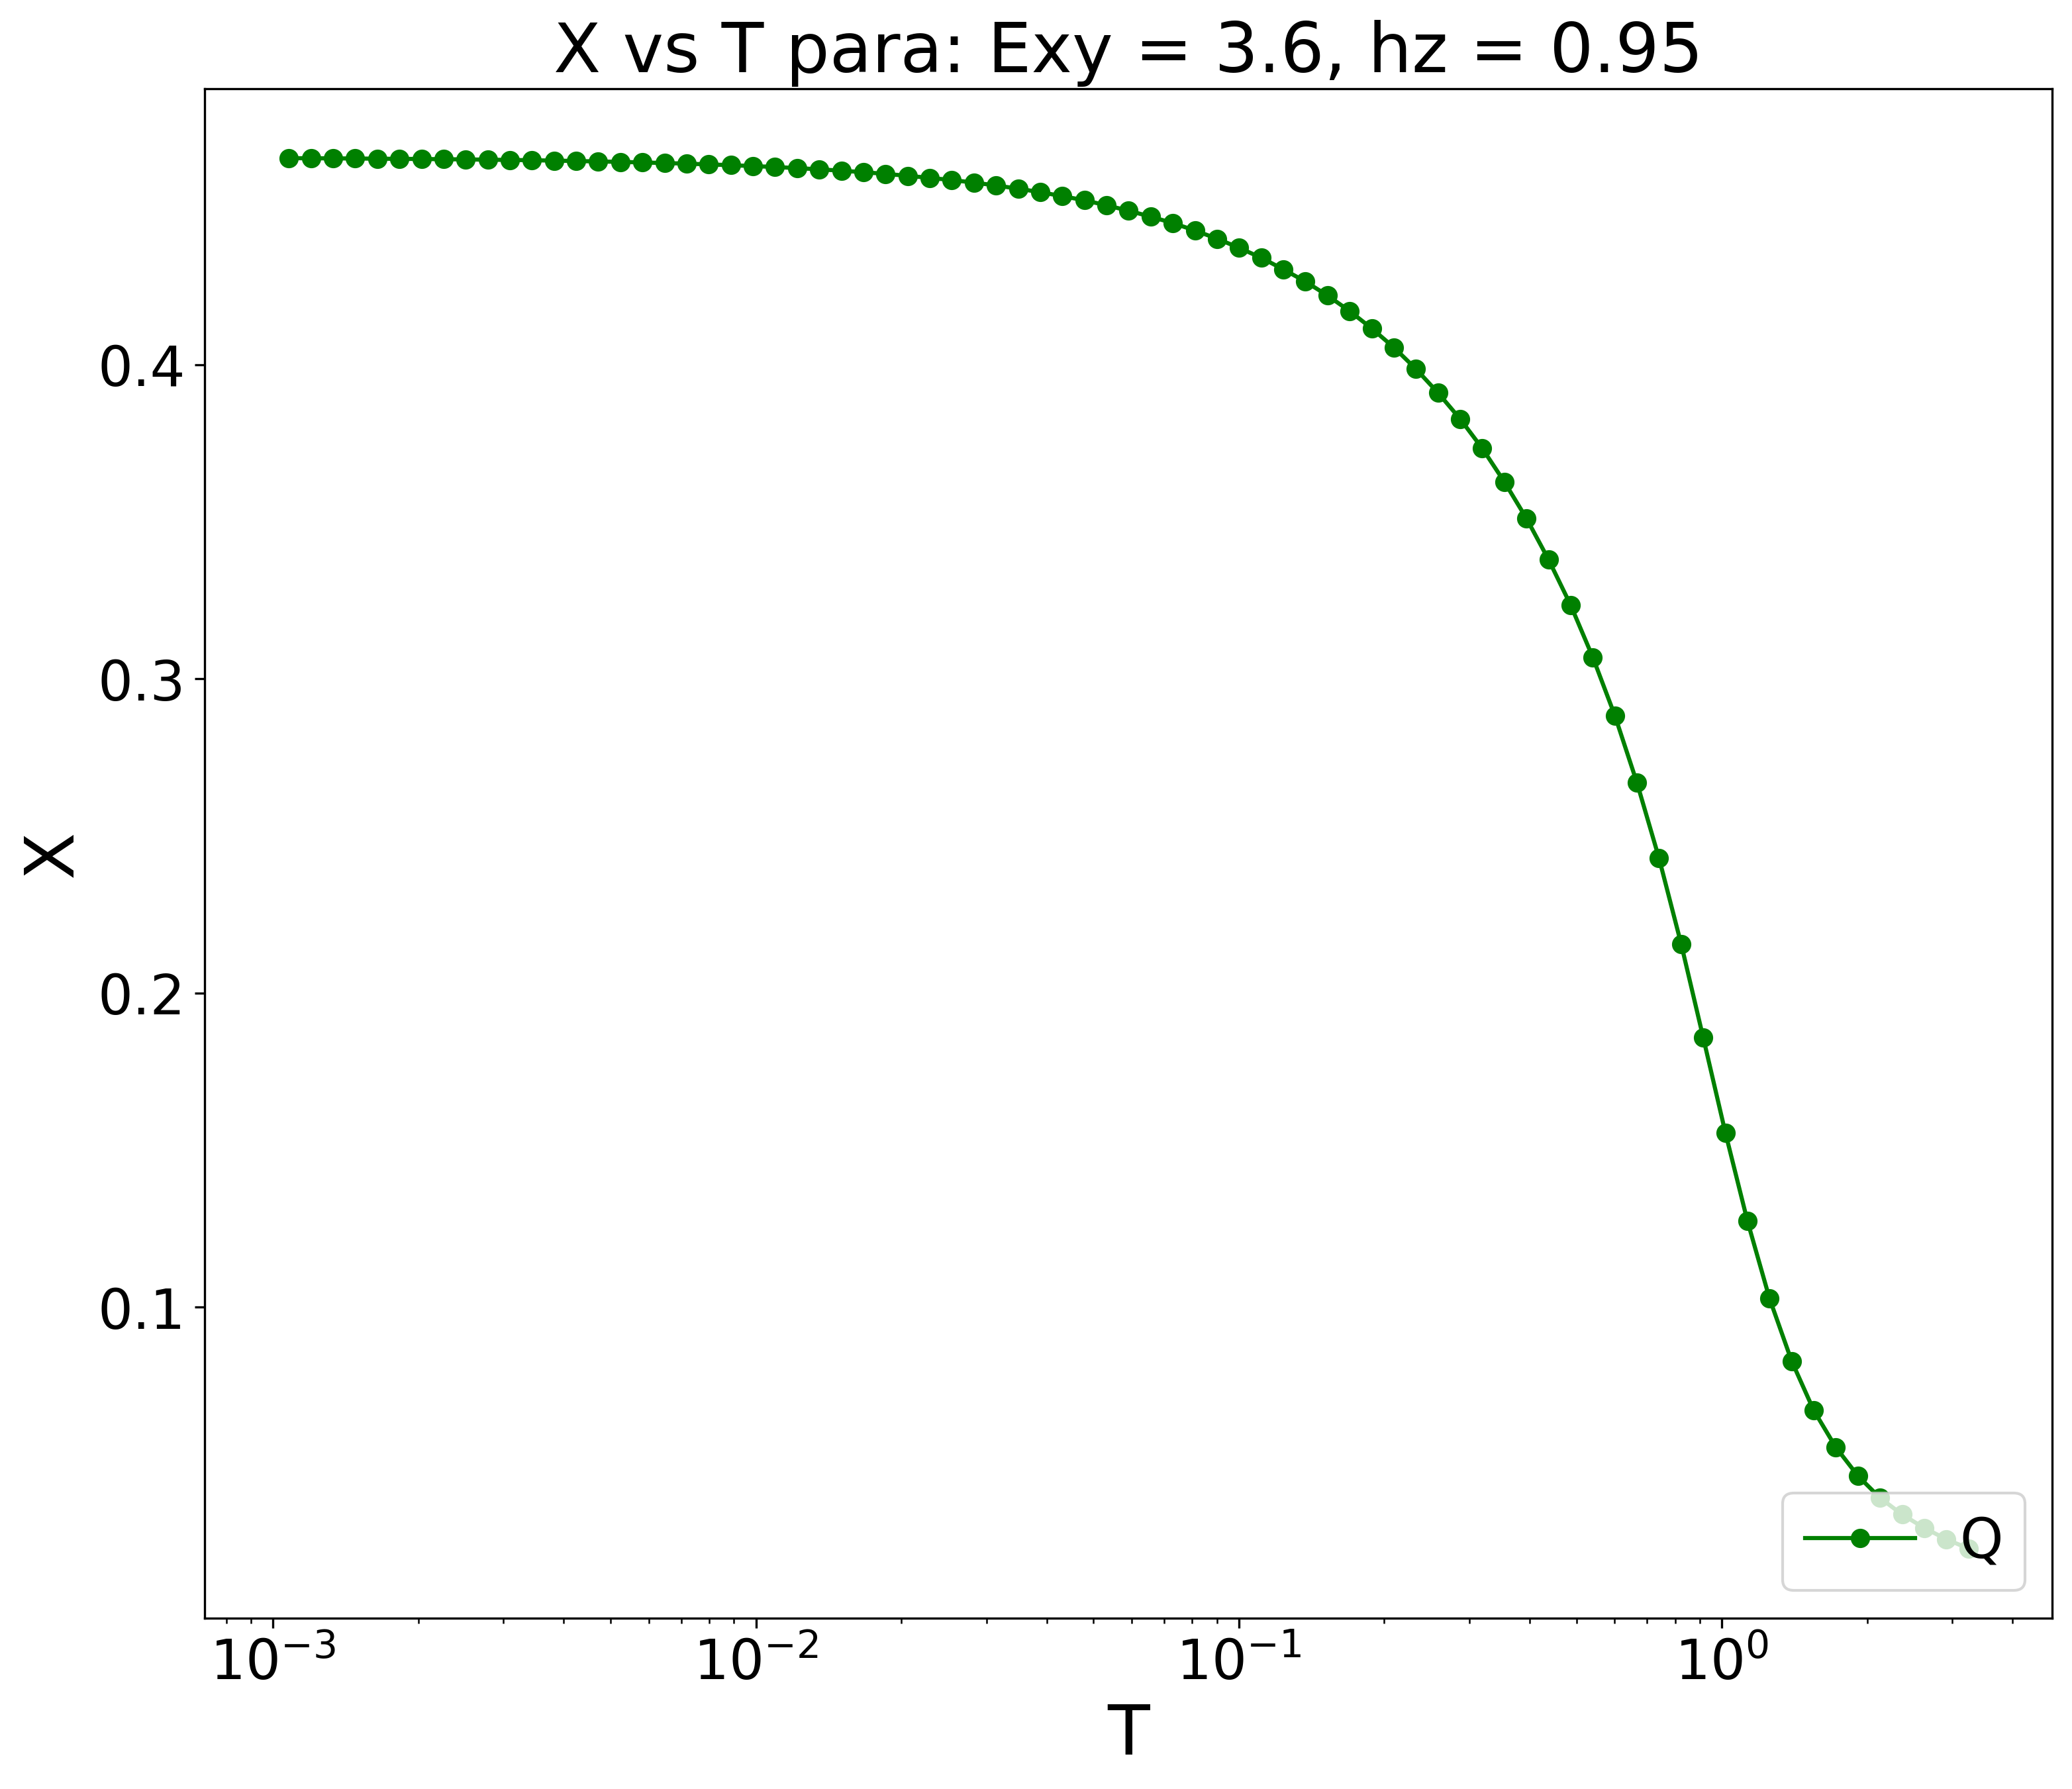 X vs T para: Exy = 3.6, hz = 0.95
X
0.4
0.3
0.2
0.1
10⁻³ 10⁻² 10⁻¹ 10⁰
T
Q